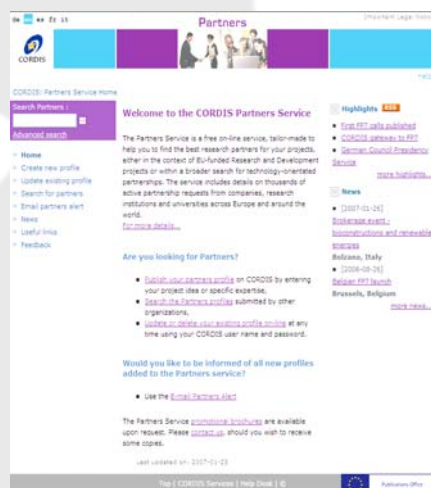 de en es fr it
Partners
Important Legal Notice
CORDIS
Help
CORDIS: Partners Service Home
Search Partners :
Advanced search
Home
Create new profile
Update existing profile
Search for partners
Email partners alert
News
Useful links
Feedback
Welcome to the CORDIS Partners Service
The Partners Service is a free on-line service, tailor-made to
help you to find the best research partners for your projects,
either in the context of EU-funded Research and Development
projects or within a broader search for technology-orientated
partnerships. The service includes details on thousands of
active partnership requests from companies, research
institutions and universities across Europe and around the
world.
For more details...
Are you looking for Partners?
Publish your partners profile on CORDIS by entering
your project idea or specific expertise.
Search the Partners profiles submitted by other
organizations.
Update or delete your existing profile on-line at any
time using your CORDIS user name and password.
Would you like to be informed of all new profiles
added to the Partners service?
Use the E-mail Partners Alert
The Partners Service promotional brochures are available
upon request. Please contact us, should you wish to receive
some copies.
Last updated on : 2007-01-23
Highlights RSS
First FP7 calls published
CORDIS gateway to FP7
German Council Presidency
Service
more highlights...
News
[2007-01-26]
Brokerage event -
bioconstructions and renewable
energies
Bolzano, Italy
Belgian FP7 launch
Brussels, Belgium
more news...
Top | CORDIS Services | Help Desk | ©
Publications Office